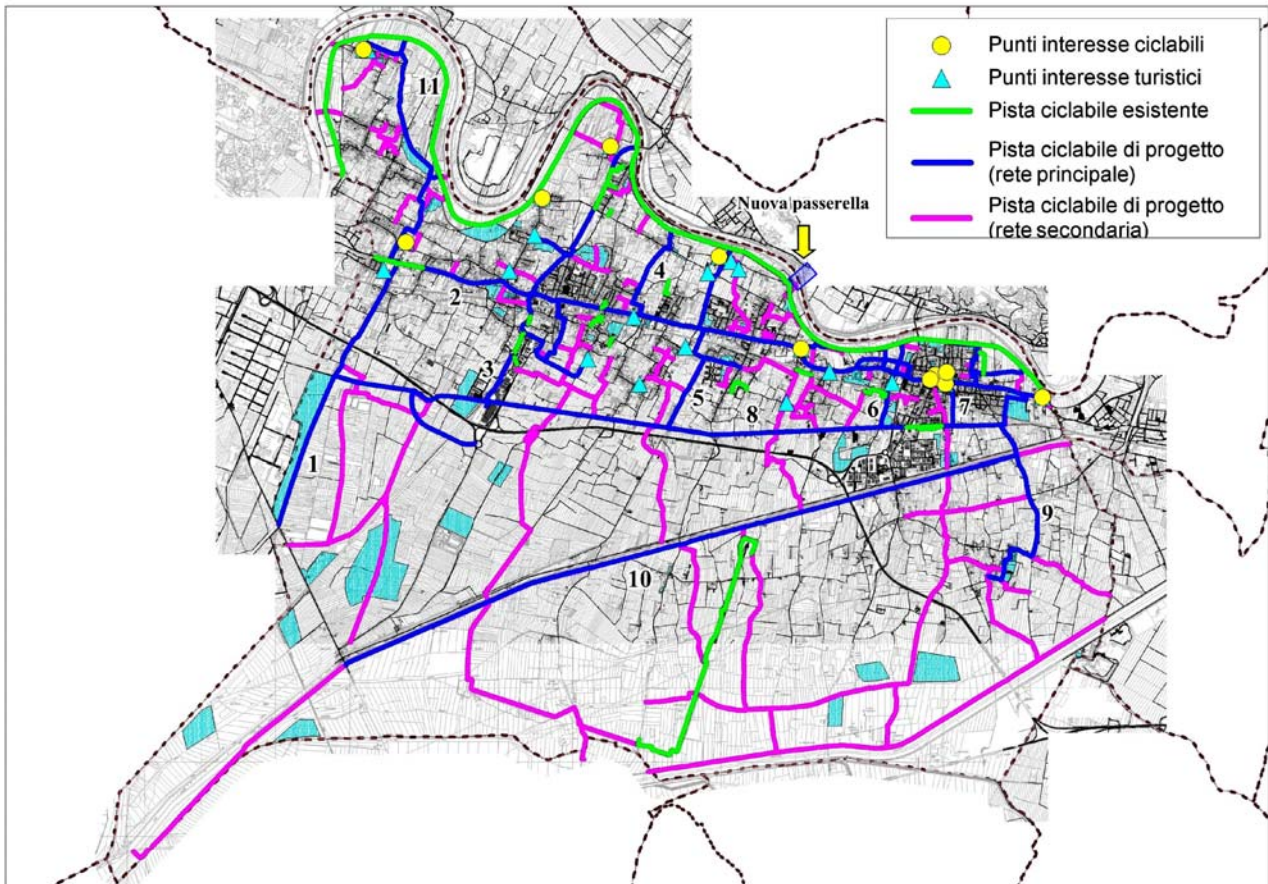 Punti interesse ciclabili
Punti interesse turistici
Pista ciclabile esistente
Pista ciclabile di progetto
(rete principale)
Pista ciclabile di progetto
(rete secondaria)
Nuova passerella
11
2
4
3
5
8
6
7
1
9
10